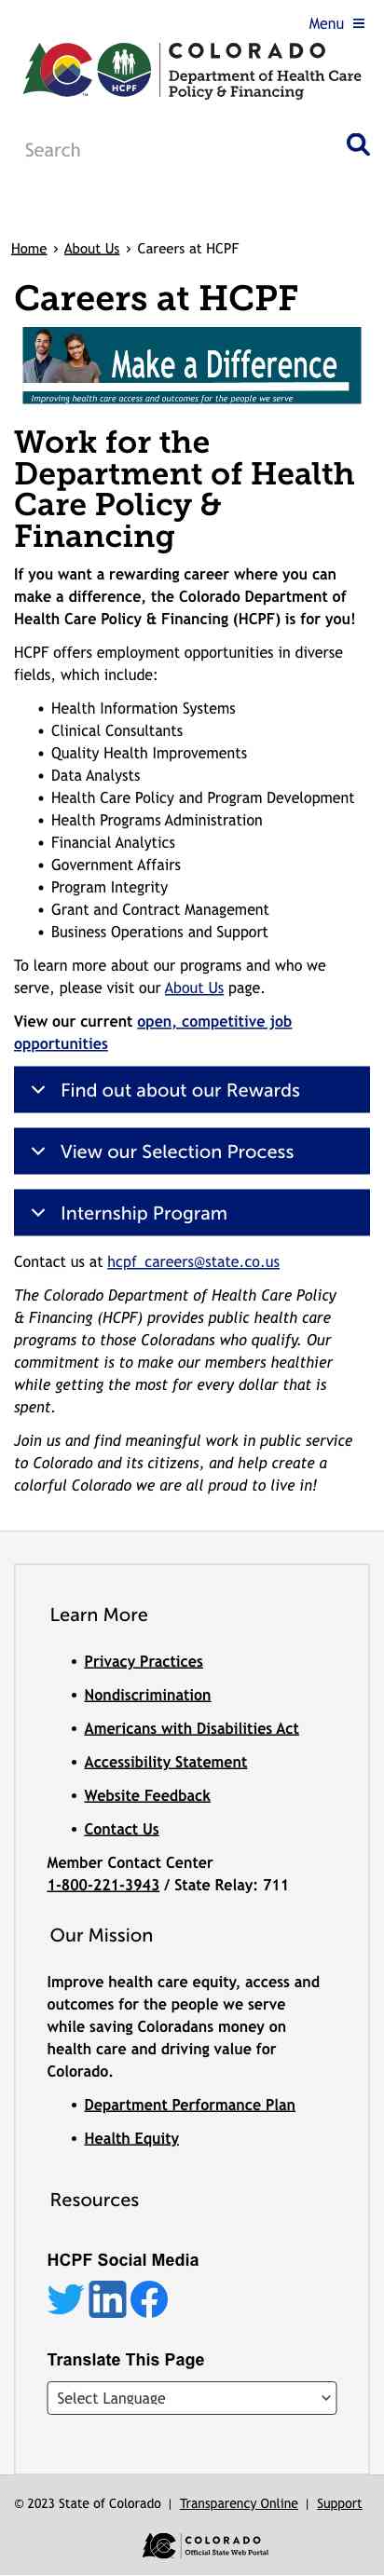 Menu
COLORADO
Department of Health Care
Policy & Financing
HCPF
TM
Search
Home › About Us › Careers at HCPF
Careers at HCPF
Make a Difference
Improving health care access and outcomes for the people we serve
Work for the
Department of Health
Care Policy &
Financing
If you want a rewarding career where you can
make a difference, the Colorado Department of
Health Care Policy & Financing (HCPF) is for you!
HCPF offers employment opportunities in diverse
fields, which include:
• Health Information Systems
• Clinical Consultants
• Quality Health Improvements
• Data Analysts
• Health Care Policy and Program Development
• Health Programs Administration
• Financial Analytics
• Government Affairs
• Program Integrity
• Grant and Contract Management
• Business Operations and Support
To learn more about our programs and who we
serve, please visit our About Us page.
View our current open, competitive job
opportunities
Find out about our Rewards
View our Selection Process
Internship Program
Contact us at hcpf_careers@state.co.us
The Colorado Department of Health Care Policy
& Financing (HCPF) provides public health care
programs to those Coloradans who qualify. Our
commitment is to make our members healthier
while getting the most for every dollar that is
spent.
Join us and find meaningful work in public service
to Colorado and its citizens, and help create a
colorful Colorado we are all proud to live in!
Learn More
• Privacy Practices
• Nondiscrimination
• Americans with Disabilities Act
• Accessibility Statement
• Website Feedback
• Contact Us
Member Contact Center
1-800-221-3943 / State Relay: 711
Our Mission
Improve health care equity, access and
outcomes for the people we serve
while saving Coloradans money on
health care and driving value for
Colorado.
• Department Performance Plan
• Health Equity
Resources
HCPF Social Media
Translate This Page
Select Language
© 2023 State of Colorado | Transparency Online | Support
COLORADO
Official State Web Portal